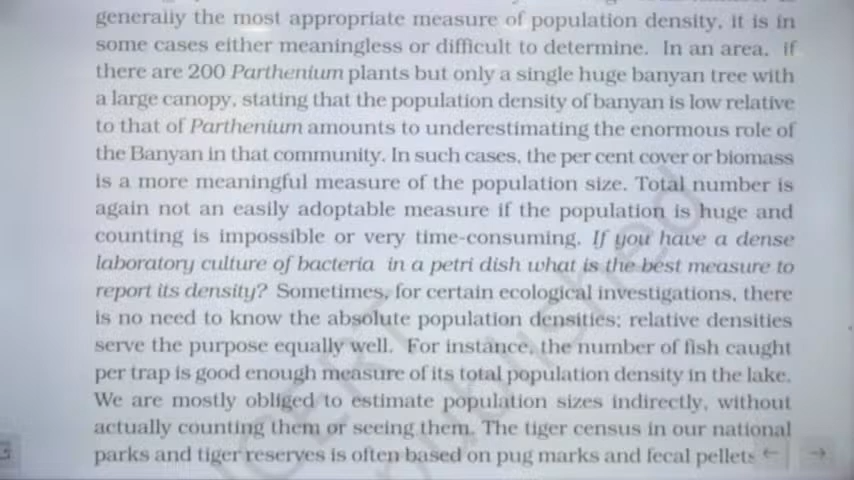 generally the most appropriate measure of population density, it is in
some cases either meaningless or difficult to determine. In an area, if
there are 200 Parthenium plants but only a single huge banyan tree with
a large canopy, stating that the population density of banyan is low relative
to that of Parthenium amounts to underestimating the enormous role of
the Banyan in that community. In such cases, the per cent cover or biomass
is a more meaningful measure of the population size. Total number is
again not an easily adoptable measure if the population is huge and
counting is impossible or very time-consuming. If you have a dense
laboratory culture of bacteria in a petri dish what is the best measure to
report its density? Sometimes, for certain ecological investigations, there
is no need to know the absolute population densities; relative densities
serve the purpose equally well. For instance, the number of fish caught
per trap is good enough measure of its total population density in the lake.
We are mostly obliged to estimate population sizes indirectly, without
actually counting them or seeing them. The tiger census in our national
parks and tiger reserves is often based on pug marks and fecal pellets
NCERT
published